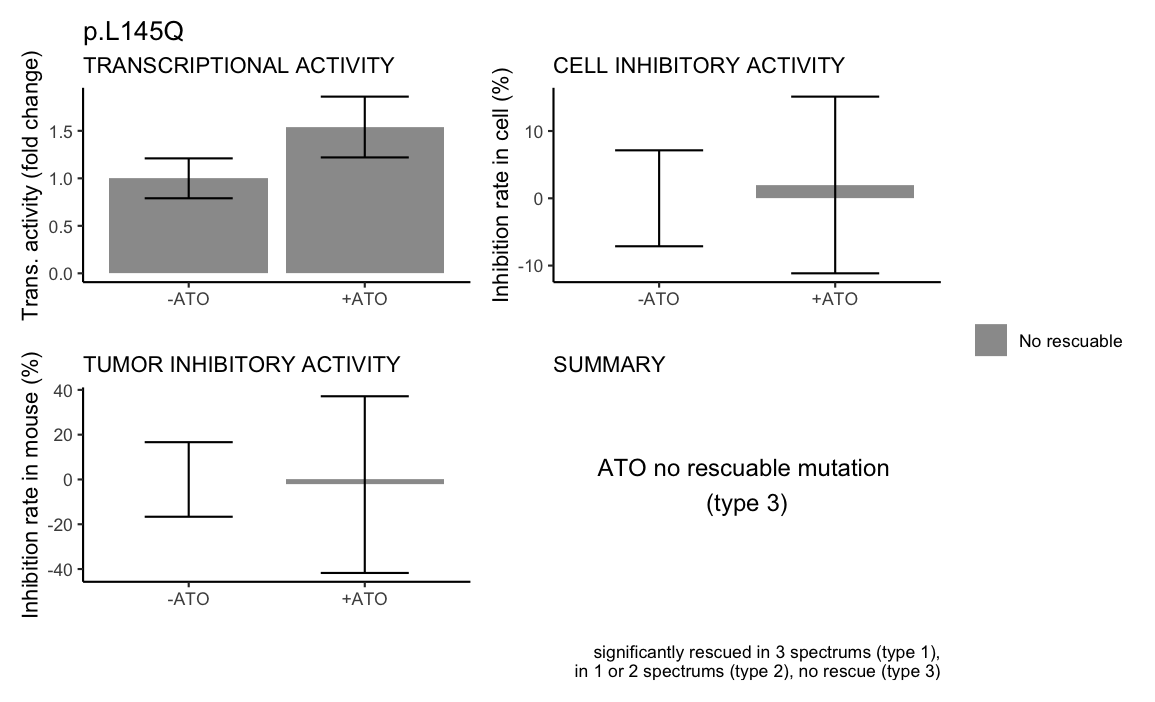 p.L145Q
TRANSCRIPTIONAL ACTIVITY
Trans. activity (fold change)
1.5
1.0
0.5
0.0
-ATO
+ATO
CELL INHIBITORY ACTIVITY
Inhibition rate in cell (%)
10
0
-10
-ATO
+ATO
No rescuable
TUMOR INHIBITORY ACTIVITY
Inhibition rate in mouse (%)
40
20
0
-20
-40
-ATO
+ATO
SUMMARY
ATO no rescuable mutation
(type 3)
significantly rescued in 3 spectrums (type 1),
in 1 or 2 spectrums (type 2), no rescue (type 3)